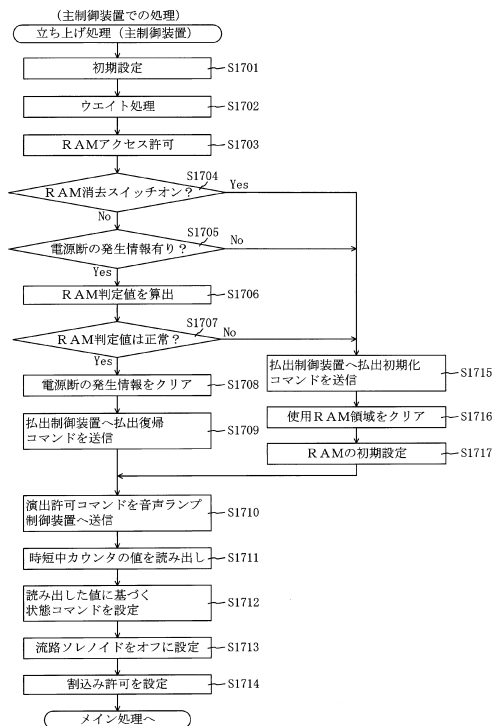 (主制御装置での処理)
立ち上げ処理(主制御装置)
初期設定
S1701
ウエイト処理
S1702
RAMアクセス許可
S1703
S1704
RAM消去スイッチオン?
Yes
No
S1705
電源断の発生情報有り?
No
Yes
RAM判定値を算出
S1706
S1707
RAM判定値は正常?
No
Yes
電源断の発生情報をクリア
S1708
払出制御装置へ払出復帰
コマンドを送信
S1709
払出制御装置へ払出初期化
コマンドを送信
S1715
使用RAM領域をクリア
S1716
RAMの初期設定
S1717
演出許可コマンドを音声ランプ
制御装置へ送信
S1710
時短中カウンタの値を読み出し
S1711
読み出した値に基づく
状態コマンドを設定
S1712
流路ソレノイドをオフに設定
S1713
割込み許可を設定
S1714
メイン処理へ